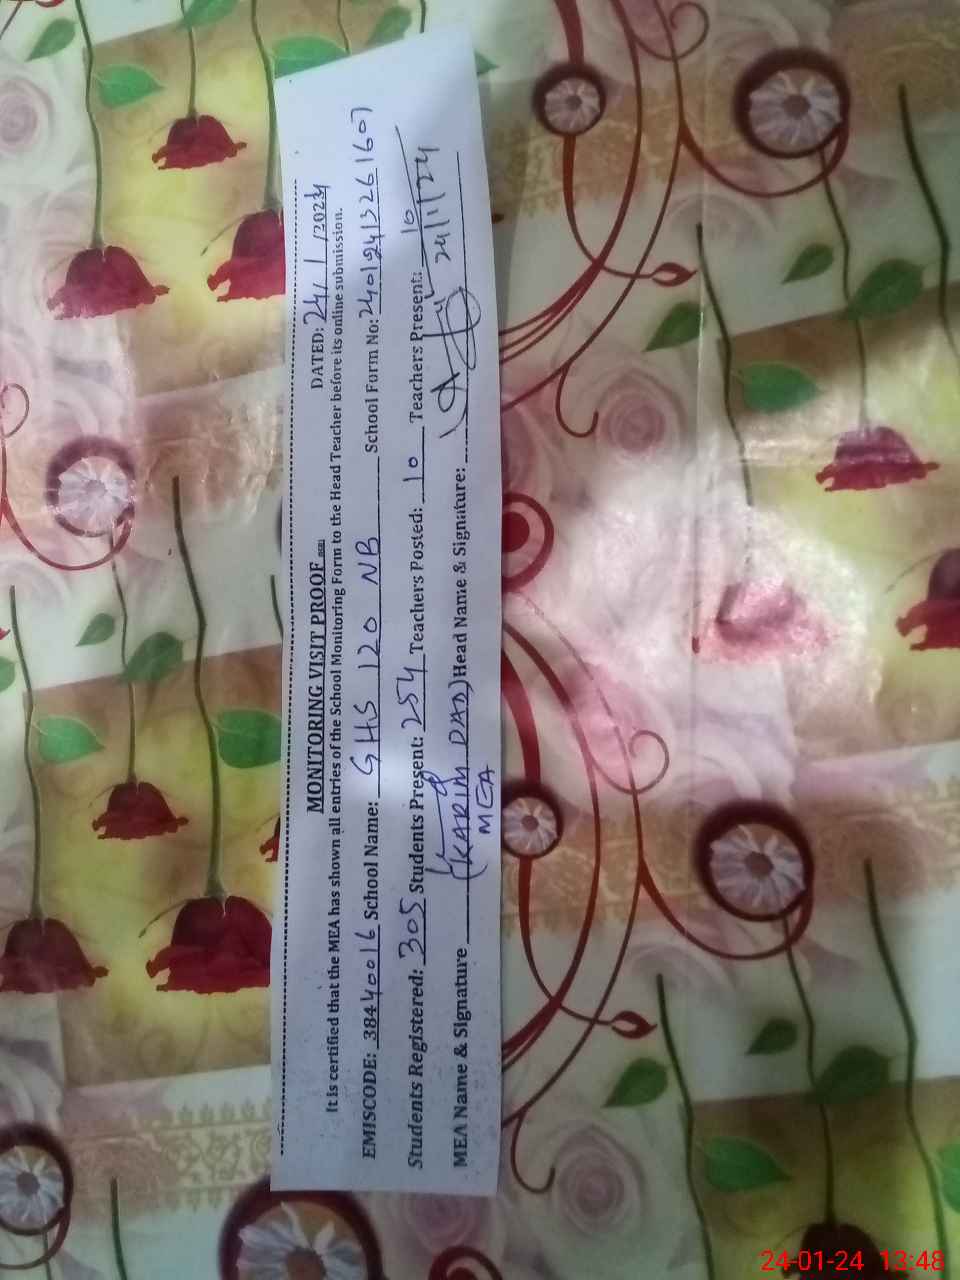 MONITORING VISIT PROOF
DATED: 24/1/2024
It is certified that the MEA has shown all entries of the School Monitoring Form to the Head Teacher before its online submission.
EMISCODE: 38440016 School Name: GHS 120 NB School Form No: 24012413261607
Students Registered: 305 Students Present: 254 Teachers Posted: 10 Teachers Present: 10
MEA Name & Signature (KARIM DAD) Head Name & Signature: 24/1/24
MEA
24-01-24 13:48